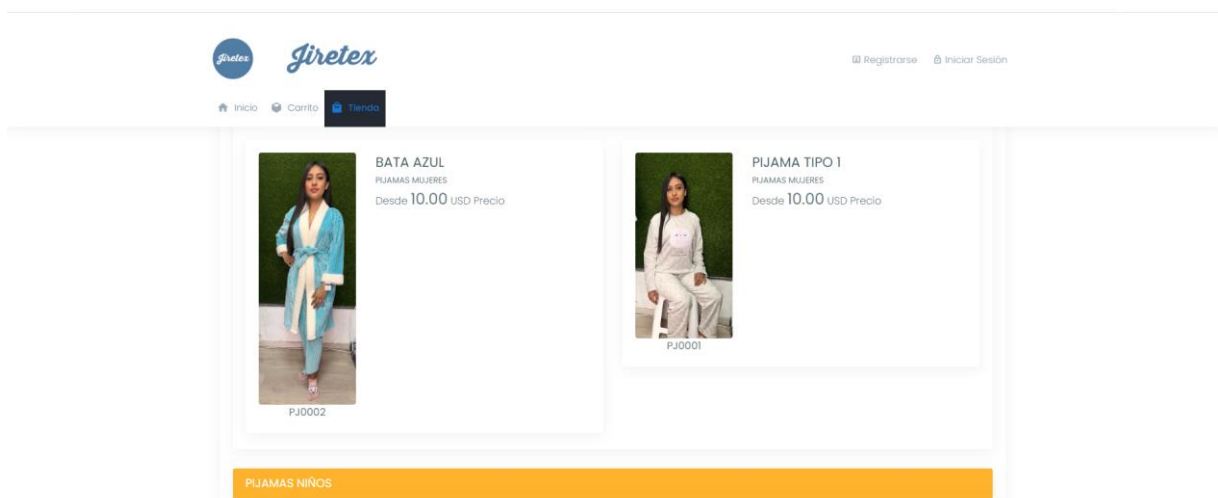 Jiretex
Jiretex
Registrarse Iniciar Sesión
Inicio Carrito Tienda
BATA AZUL
PIJAMAS MUJERES
Desde 10.00 USD Precio
PJ0002
PIJAMA TIPO 1
PIJAMAS MUJERES
Desde 10.00 USD Precio
PJ0001
PIJAMAS NIÑOS